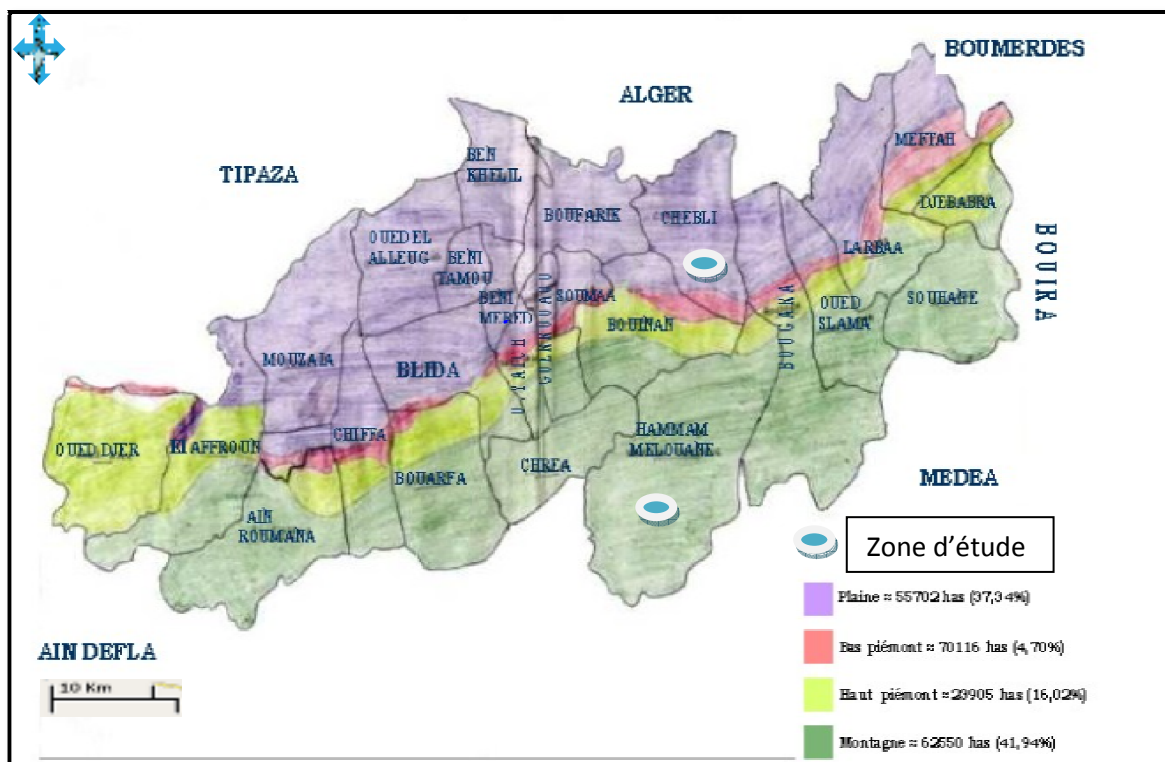 BOUMERDES
ALGER
TIPAZA
BEN
KHELIL
MEFTAH
DJEBABRA
BOUFARIK
CHEBLI
OUED EL
ALLEUG
BENI
TAMOU
BENI
MERED
SOUMAA
GUERROUAOU
LARBAA
BOUIRA
SOUHANE
OUED
SLAMA
BOUGARA
BOUINAN
MOUZAIA
BLIDA
CHIFFA
OUED DJER
El AFFROUN
HAMMAM
MELOUANE
CHREA
BOUARFA
AIN
ROUMANA
MEDEA
Zone d'étude
Plaine ≈ 55702 has (37,34%)
Bas piémont ≈ 70116 has (4,70%)
Haut piémont ≈23905 has (16,02%)
Montagne ≈ 62550 has (41,94%)
AIN DEFLA
10 Km